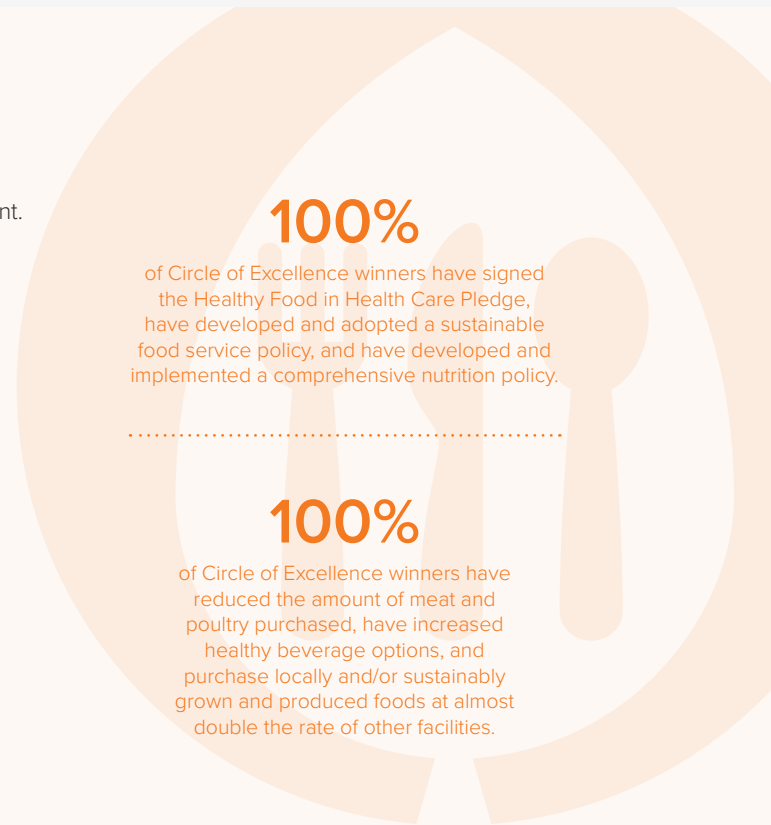 nt.
100%
of Circle of Excellence winners have signed
the Healthy Food in Health Care Pledge,
have developed and adopted a sustainable
food service policy, and have developed and
implemented a comprehensive nutrition policy.
100%
of Circle of Excellence winners have
reduced the amount of meat and
poultry purchased, have increased
healthy beverage options, and
purchase locally and/or sustainably
grown and produced foods at almost
double the rate of other facilities.